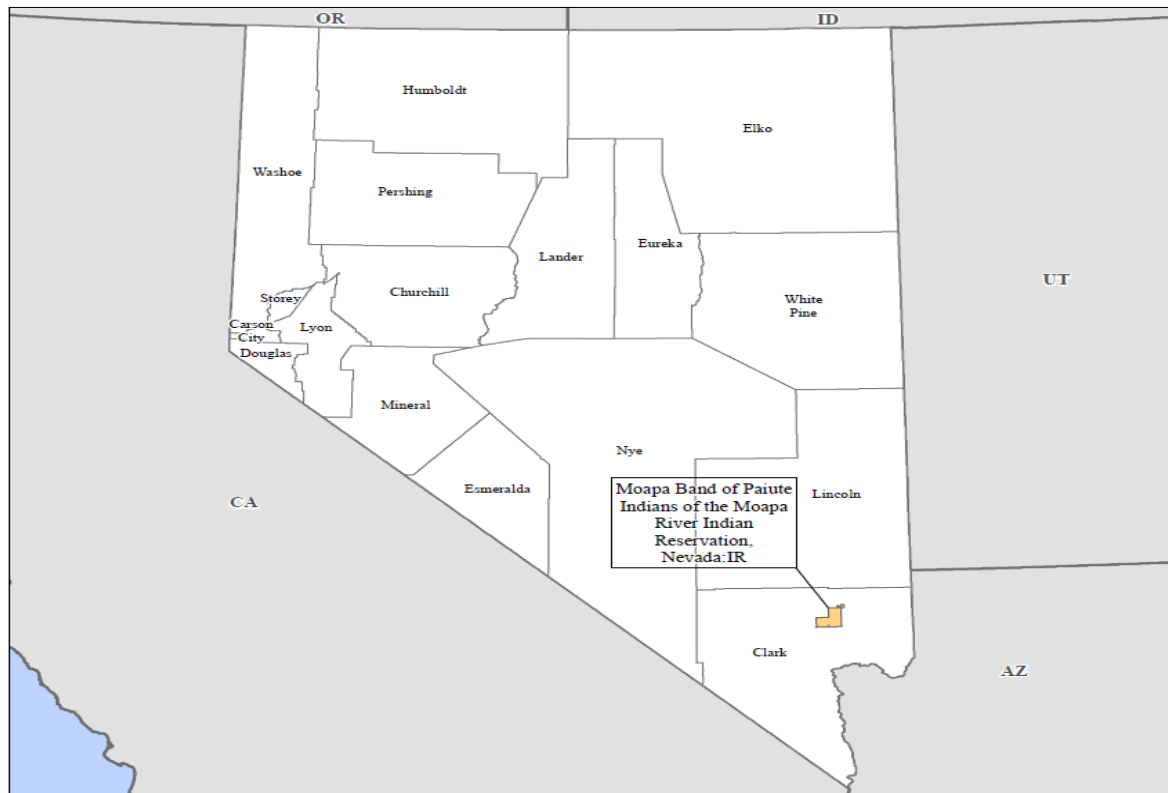 OR
ID
Humboldt
Elko
Washoe
Pershing
Eureka
Lander
UT
Churchill
Storey
White
Pine
Carson
City
Lyon
Douglas
Mineral
Nye
Esmeralda
Lincoln
CA
Moapa Band of Paiute
Indians of the Moapa
River Indian
Reservation,
Nevada:IR
Clark
AZ